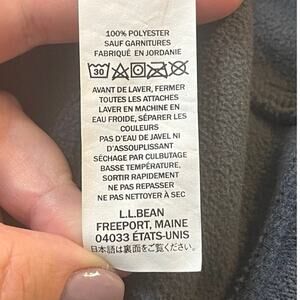 100% POLYESTER
SAUF GARNITURES
FABRIQUÉ EN JORDANIE
30
AVANT DE LAVER, FERMER
TOUTES LES ATTACHES
LAVER EN MACHINE EN
EAU FROIDE, SÉPARER LES
COULEURS
PAS D'EAU DE JAVEL NI
D'ASSOUPLISSANT
SÉCHAGE PAR CULBUTAGE
BASSE TEMPÉRATURE,
SORTIR RAPIDEMENT
NE PAS REPASSER
NE PAS NETTOYER À SEC
L.L.BEAN
FREEPORT, MAINE
04033 ÉTATS-UNIS
日本語は裏面をご覧ください。